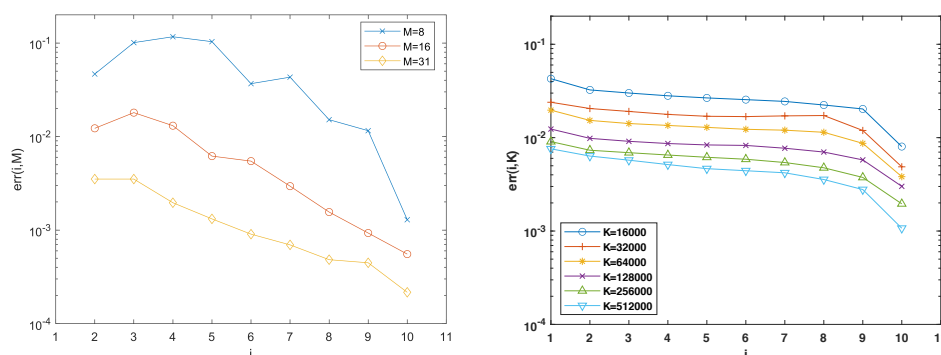 10^-1
10^-2
10^-3
10^-4
err(i,M)
1 2 3 4 5 6 7 8 9 10 11
M=8
M=16
M=31
10^-1
10^-2
10^-3
10^-4
err(i,K)
1 2 3 4 5 6 7 8 9 10 1
K=16000
K=32000
K=64000
K=128000
K=256000
K=512000